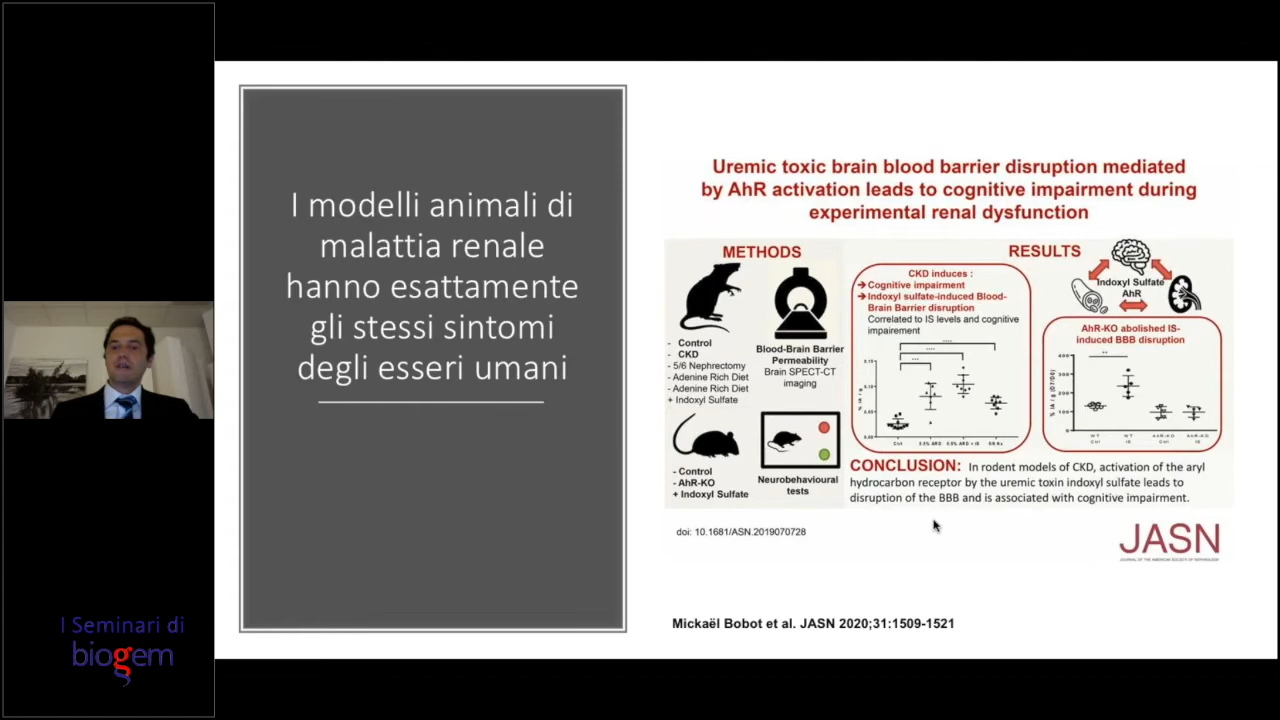 I modelli animali di
malattia renale
hanno esattamente
gli stessi sintomi
degli esseri umani
Uremic toxic brain blood barrier disruption mediated
by AhR activation leads to cognitive impairment during
experimental renal dysfunction
METHODS
- Control
- CKD
- 5/6 Nephrectomy
- Adenine Rich Diet
- Adenine Rich Diet
+ Indoxyl Sulfate
Blood-Brain Barrier
Permeability
Brain SPECT-CT
imaging
- Control
- AhR-KO
+ Indoxyl Sulfate
Neurobehavioural
tests
RESULTS
CKD induces :
Cognitive impairment
Indoxyl sulfate-induced Blood-
Brain Barrier disruption
Correlated to IS levels and cognitive
impairement
Indoxyl Sulfate
AhR
AhR-KO abolished IS-
induced BBB disruption
CONCLUSION: In rodent models of CKD, activation of the aryl
hydrocarbon receptor by the uremic toxin indoxyl sulfate leads to
disruption of the BBB and is associated with cognitive impairment.
doi: 10.1681/ASN.2019070728
JASN
JOURNAL OF THE AMERICAN SOCIETY OF NEPHROLOGY
Mickaël Bobot et al. JASN 2020;31:1509-1521
I Seminari di
biogem